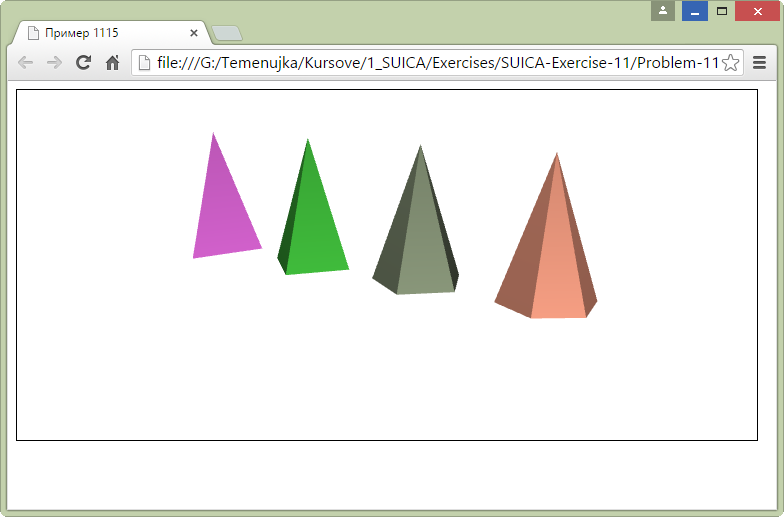 Пример 1115
file:///G:/Temenujka/Kursove/1_SUICA/Exercises/SUICA-Exercise-11/Problem-11